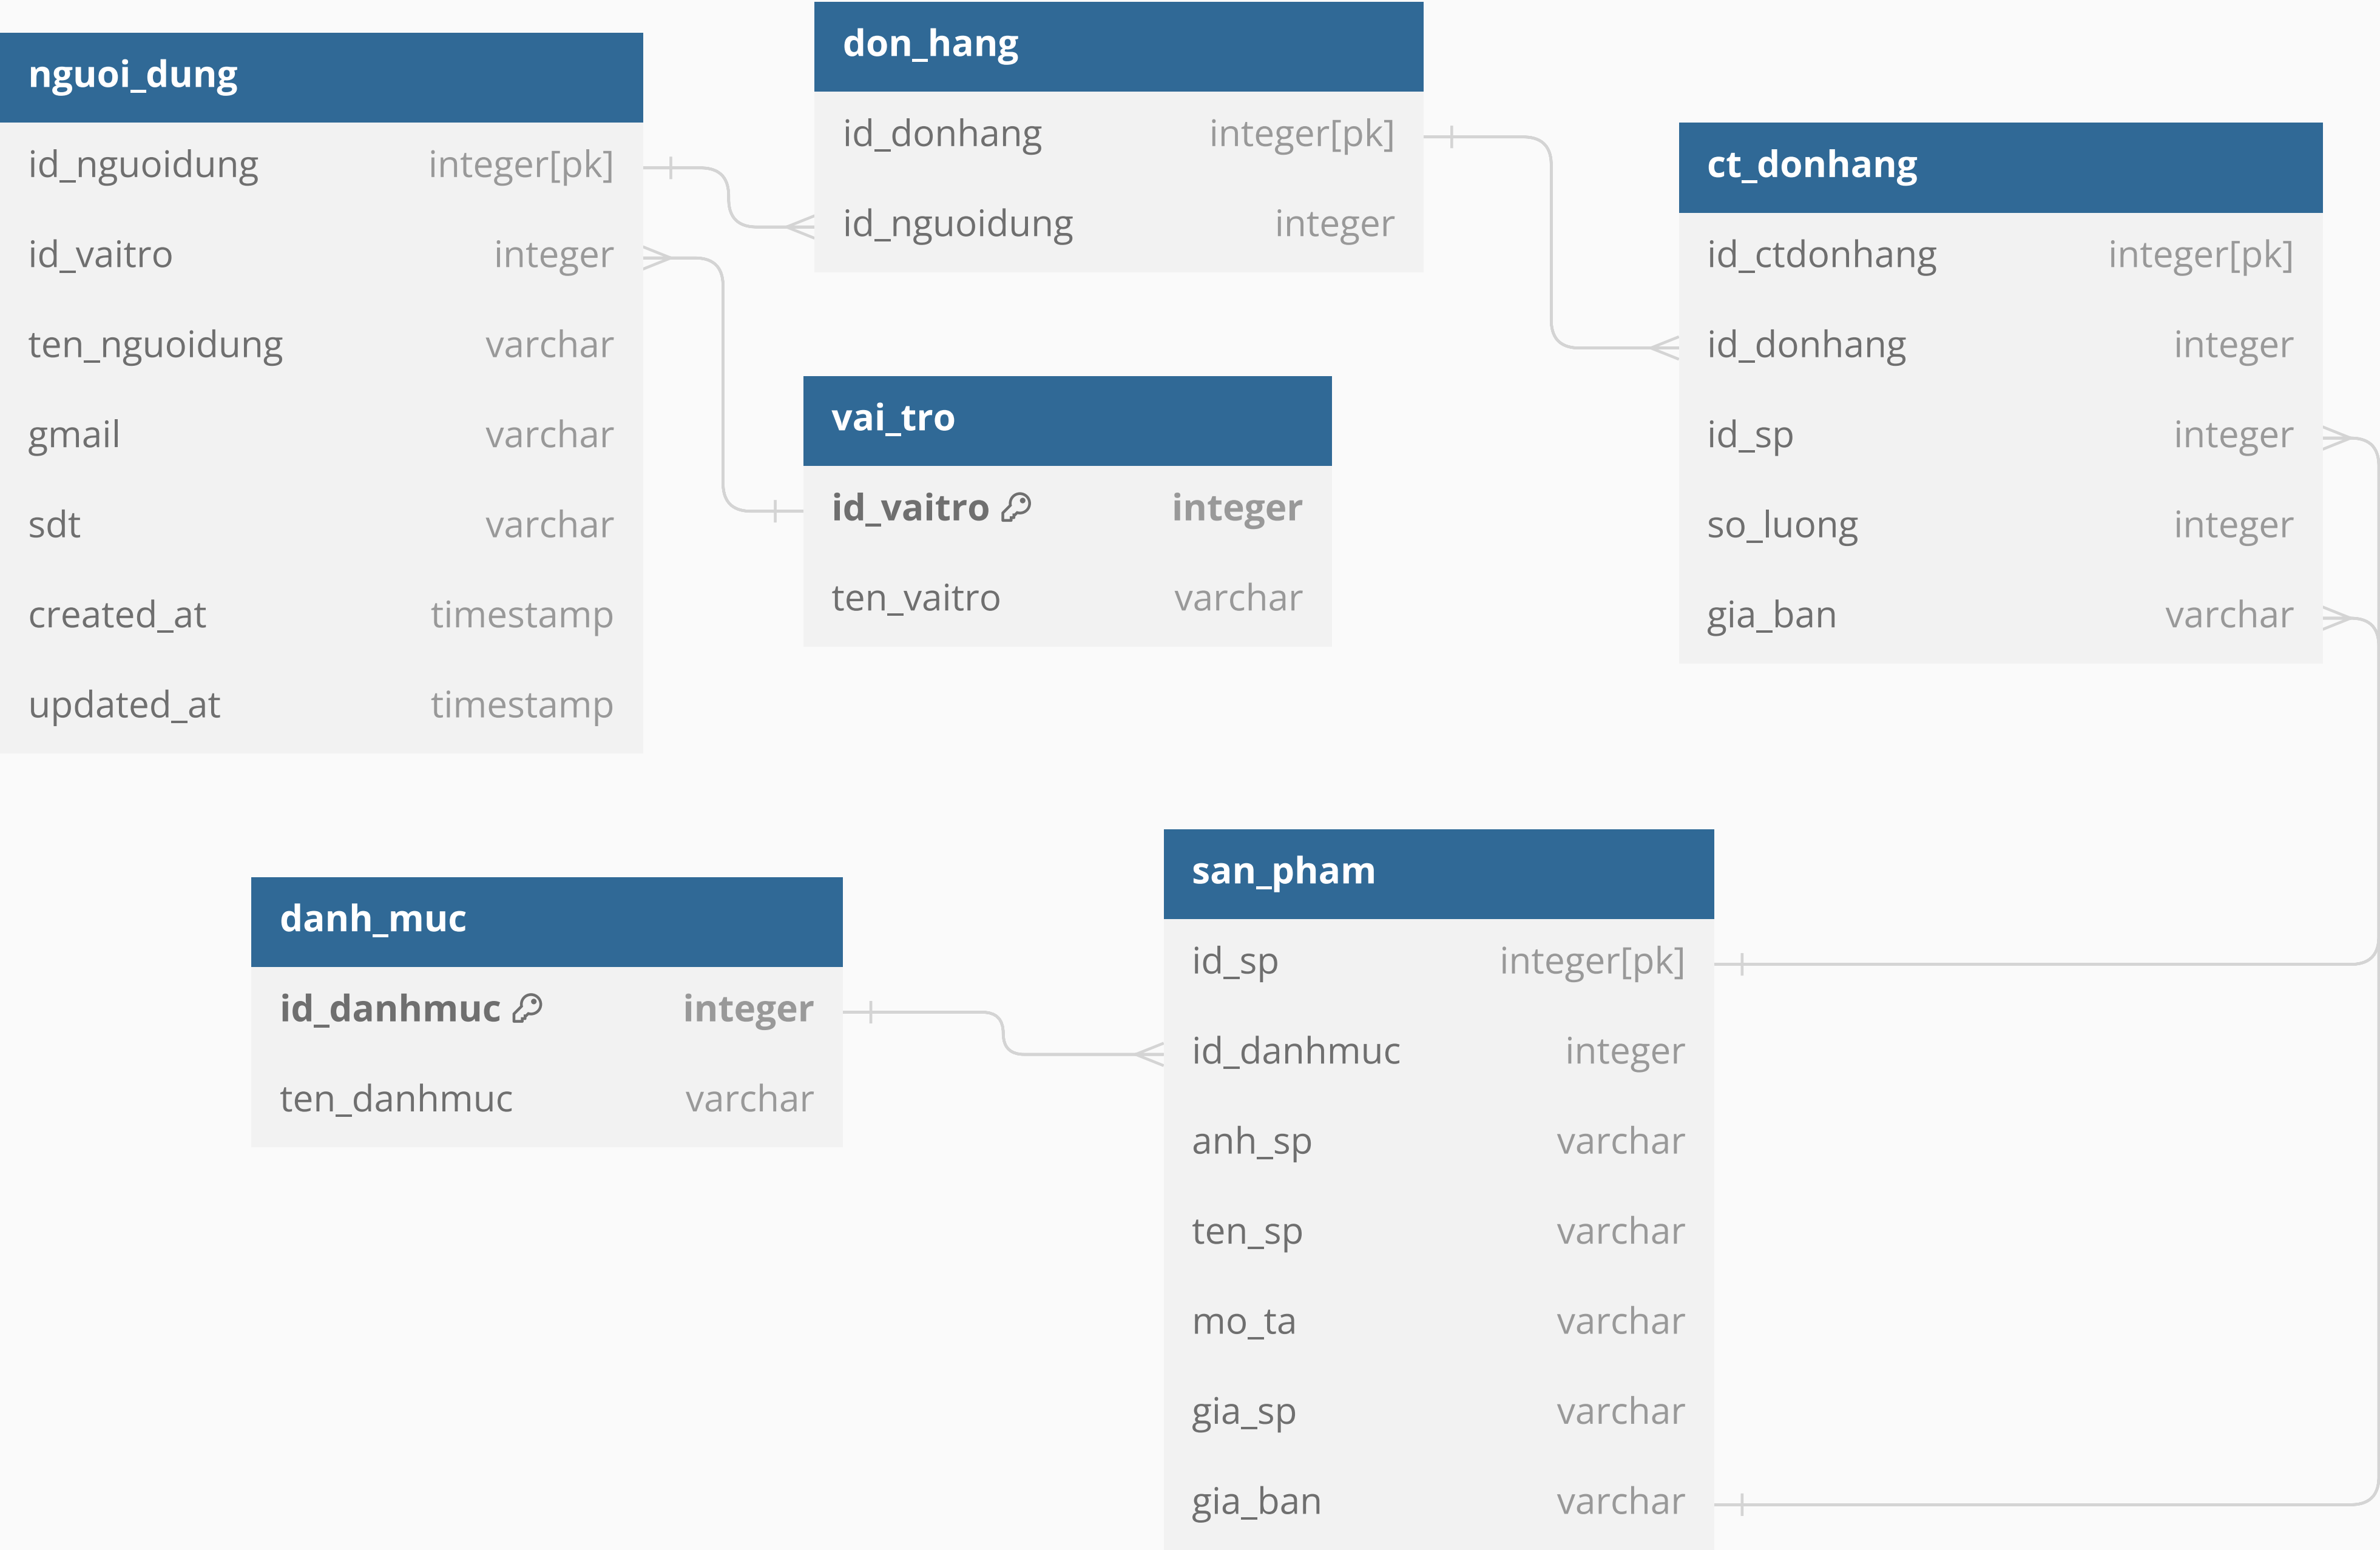 nguoi_dung
id_nguoidung integer[pk]
id_vaitro integer
ten_nguoidung varchar
gmail varchar
sdt varchar
created_at timestamp
updated_at timestamp
don_hang
id_donhang integer[pk]
id_nguoidung integer
vai_tro
id_vaitro integer
ten_vaitro varchar
ct_donhang
id_ctdonhang integer[pk]
id_donhang integer
id_sp integer
so_luong integer
gia_ban varchar
danh_muc
id_danhmuc integer
ten_danhmuc varchar
san_pham
id_sp integer[pk]
id_danhmuc integer
anh_sp varchar
ten_sp varchar
mo_ta varchar
gia_sp varchar
gia_ban varchar